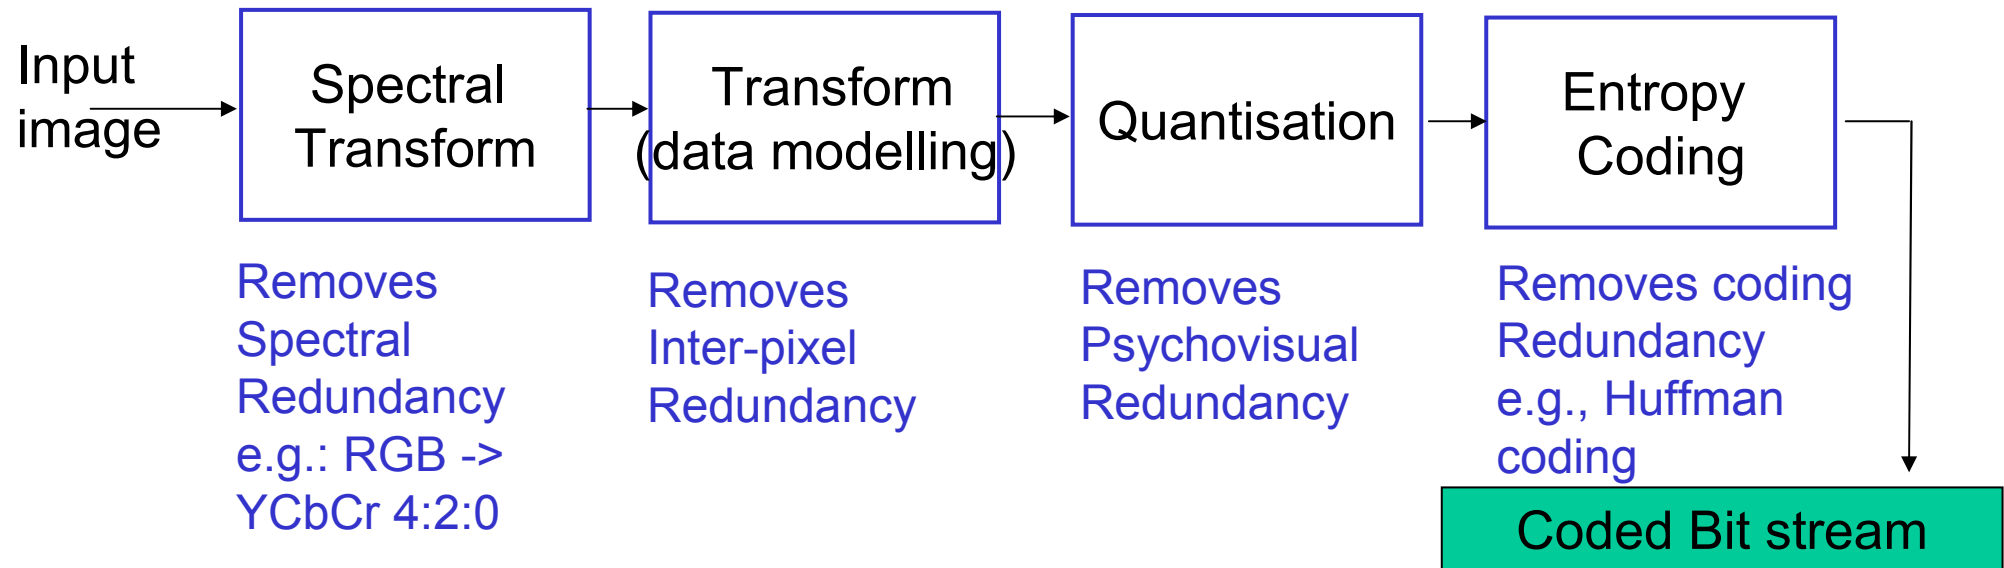 Input
image
Spectral
Transform
Transform
(data modelling)
Quantisation
Entropy
Coding
Removes
Spectral
Redundancy
e.g.: RGB ->
YCbCr 4:2:0
Removes
Inter-pixel
Redundancy
Removes
Psychovisual
Redundancy
Removes coding
Redundancy
e.g., Huffman
coding
Coded Bit stream